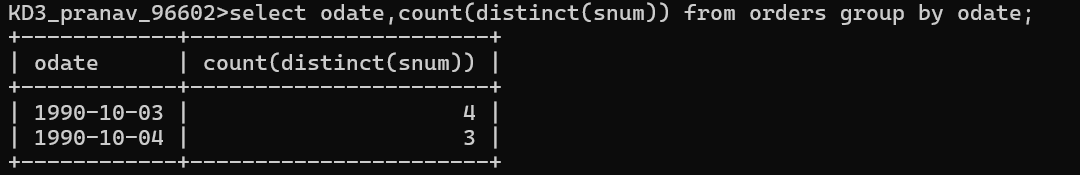 KD3_pranav_96602>select odate,count(distinct(snum)) from orders group by odate;
+------------+-----------------------+
| odate      | count(distinct(snum)) |
+------------+-----------------------+
| 1990-10-03 |                     4 |
| 1990-10-04 |                     3 |
+------------+-----------------------+